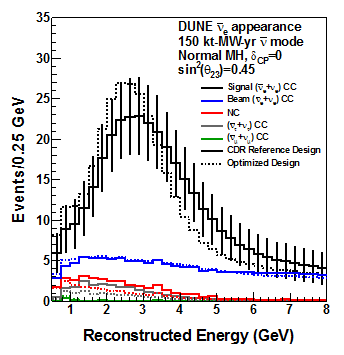 DUNE ν̅ₑ appearance
150 kt-MW-yr ν̅ mode
Normal MH, δCP=0
sin²(θ₂₃)=0.45
Signal (ν̅ₑ+νₑ) CC
Beam (ν̅ₑ+νₑ) CC
NC
(ν̅τ+ντ) CC
(ν̅μ+νμ) CC
CDR Reference Design
Optimized Design
Events/0.25 GeV
35
30
25
20
15
10
5
0
1 2 3 4 5 6 7 8
Reconstructed Energy (GeV)